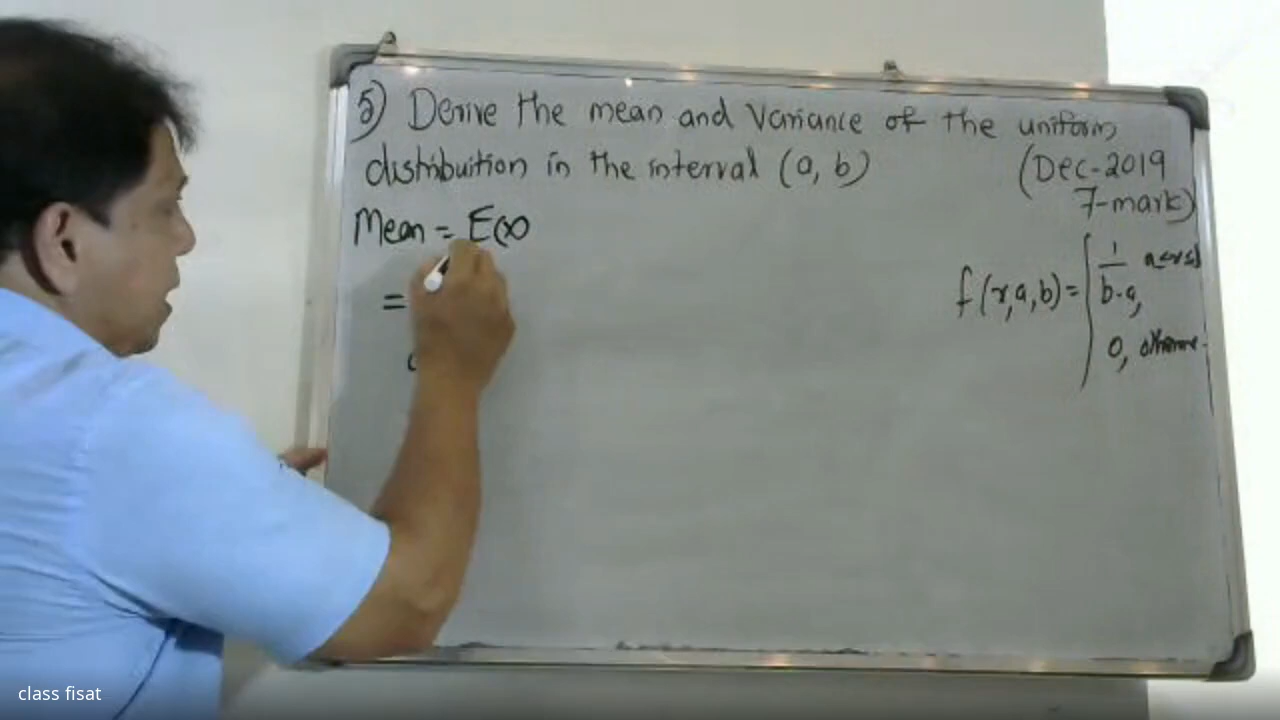 5) Derive the mean and Variance of the uniform
distribuition in the interval (a, b)
(Dec-2019
7-mark)
Mean = E(x)
=
f(x,a,b)=
1/b-a, a≤x≤b
0, otherwise.
class fisat